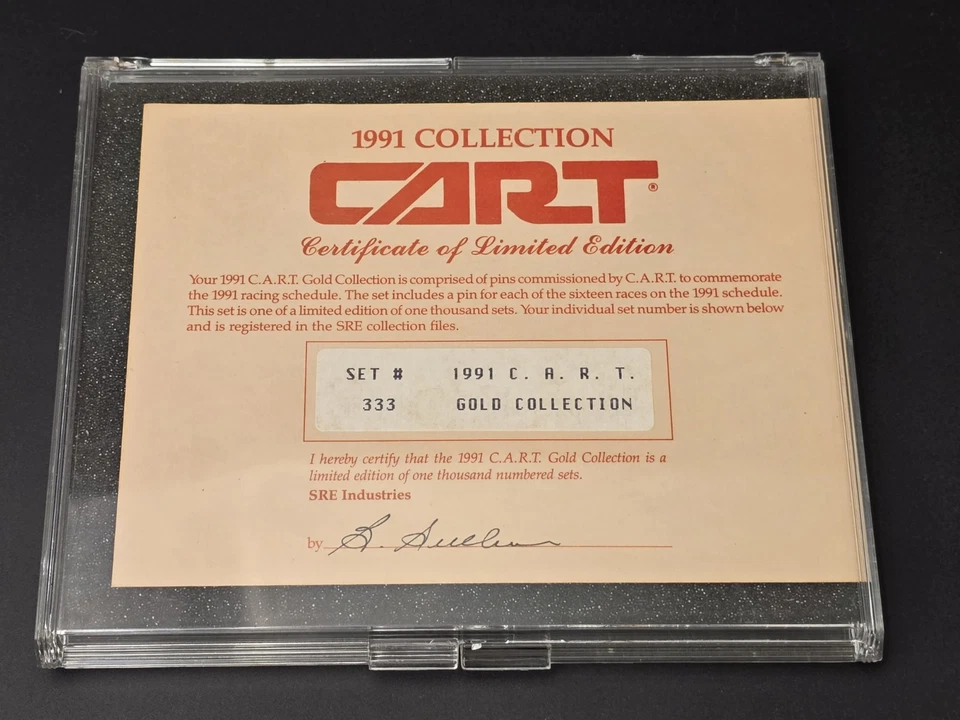 1991 COLLECTION
CART®
Certificate of Limited Edition
Your 1991 C.A.R.T. Gold Collection is comprised of pins commissioned by C.A.R.T. to commemorate
the 1991 racing schedule. The set includes a pin for each of the sixteen races on the 1991 schedule.
This set is one of a limited edition of one thousand sets. Your individual set number is shown below
and is registered in the SRE collection files.
SET # 1991 C. A. R. T.
333 GOLD COLLECTION
I hereby certify that the 1991 C.A.R.T. Gold Collection is a
limited edition of one thousand numbered sets.
SRE Industries
by